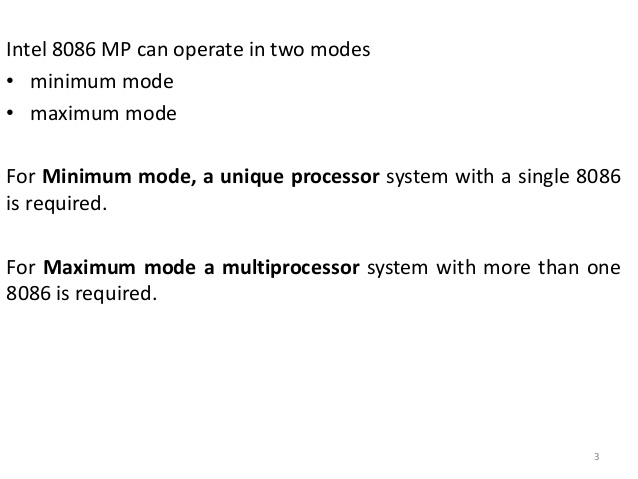 Intel 8086 MP can operate in two modes
• minimum mode
• maximum mode
For Minimum mode, a unique processor system with a single 8086
is required.
For Maximum mode a multiprocessor system with more than one
8086 is required.
3